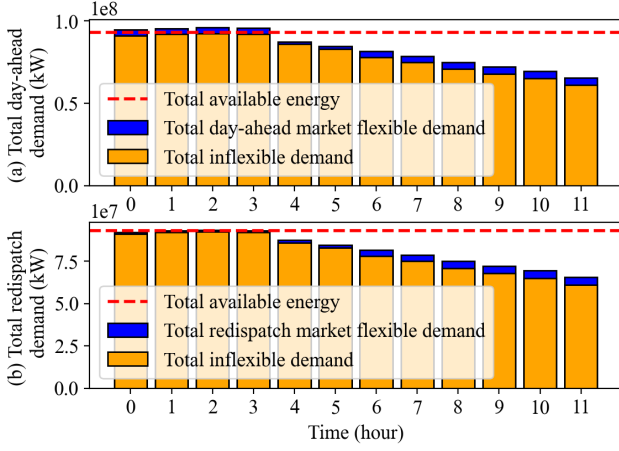 1e8
(a) Total day-ahead
demand (kW)
1.0
0.5
0.0
Total available energy
Total day-ahead market flexible demand
Total inflexible demand
0 1 2 3 4 5 6 7 8 9 10 11
1e7
(b) Total redispatch
demand (kW)
7.5
5.0
2.5
0.0
Total available energy
Total redispatch market flexible demand
Total inflexible demand
0 1 2 3 4 5 6 7 8 9 10 11
Time (hour)